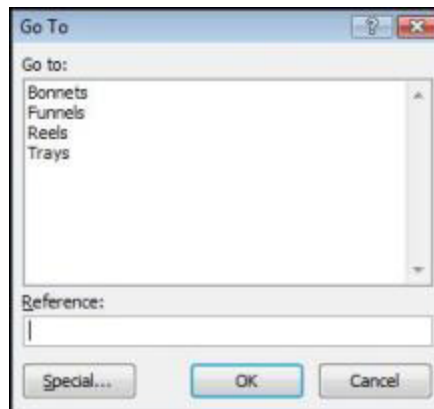 Go To
Go to:
Bonnets
Funnels
Reels
Trays
Reference:
Special...
OK
Cancel